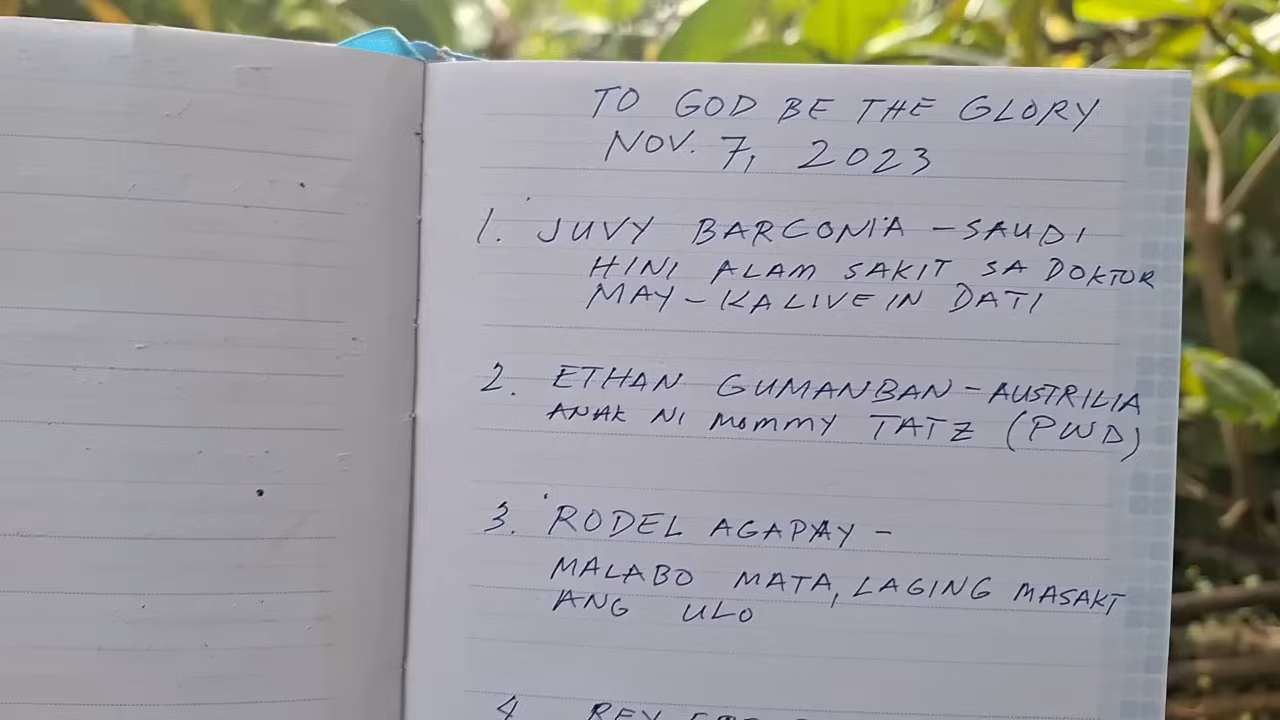 TO GOD BE THE GLORY
NOV. 7, 2023
1. JUVY BARCONIA - SAUDI
HINI ALAM SAKIT SA DOKTOR
MAY - KALIVE IN DATI
2. ETHAN GUMANBAN - AUSTRILIA
ANAK NI MOMMY TATZ (PWD)
3. RODEL AGAPAY -
MALABO MATA, LAGING MASAKT
ANG ULO
4